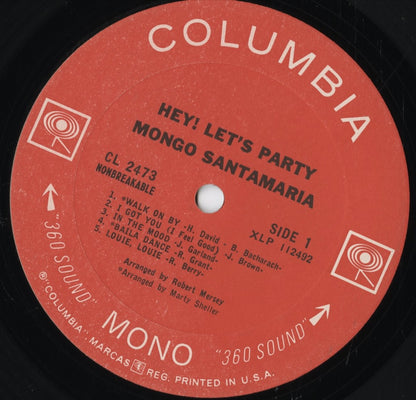 COLUMBIA
HEY! LET'S PARTY
MONGO SANTAMARIA
CL 2473
NONBREAKABLE
SIDE 1
XLP 112492
1. *WALK ON BY -H. David - B. Bacharach-
2. I GOT YOU (I Feel Good) -J. Brown-
3. IN THE MOOD -J. Garland-
4. *BAILA DANCE -R. Grant-
5. LOUIE, LOUIE -R. Berry-
Arranged by Robert Mersey
*Arranged by Marty Sheller
"360 SOUND"
MONO
"360 SOUND"
® "COLUMBIA", MARCAS REG. PRINTED IN U.S.A.